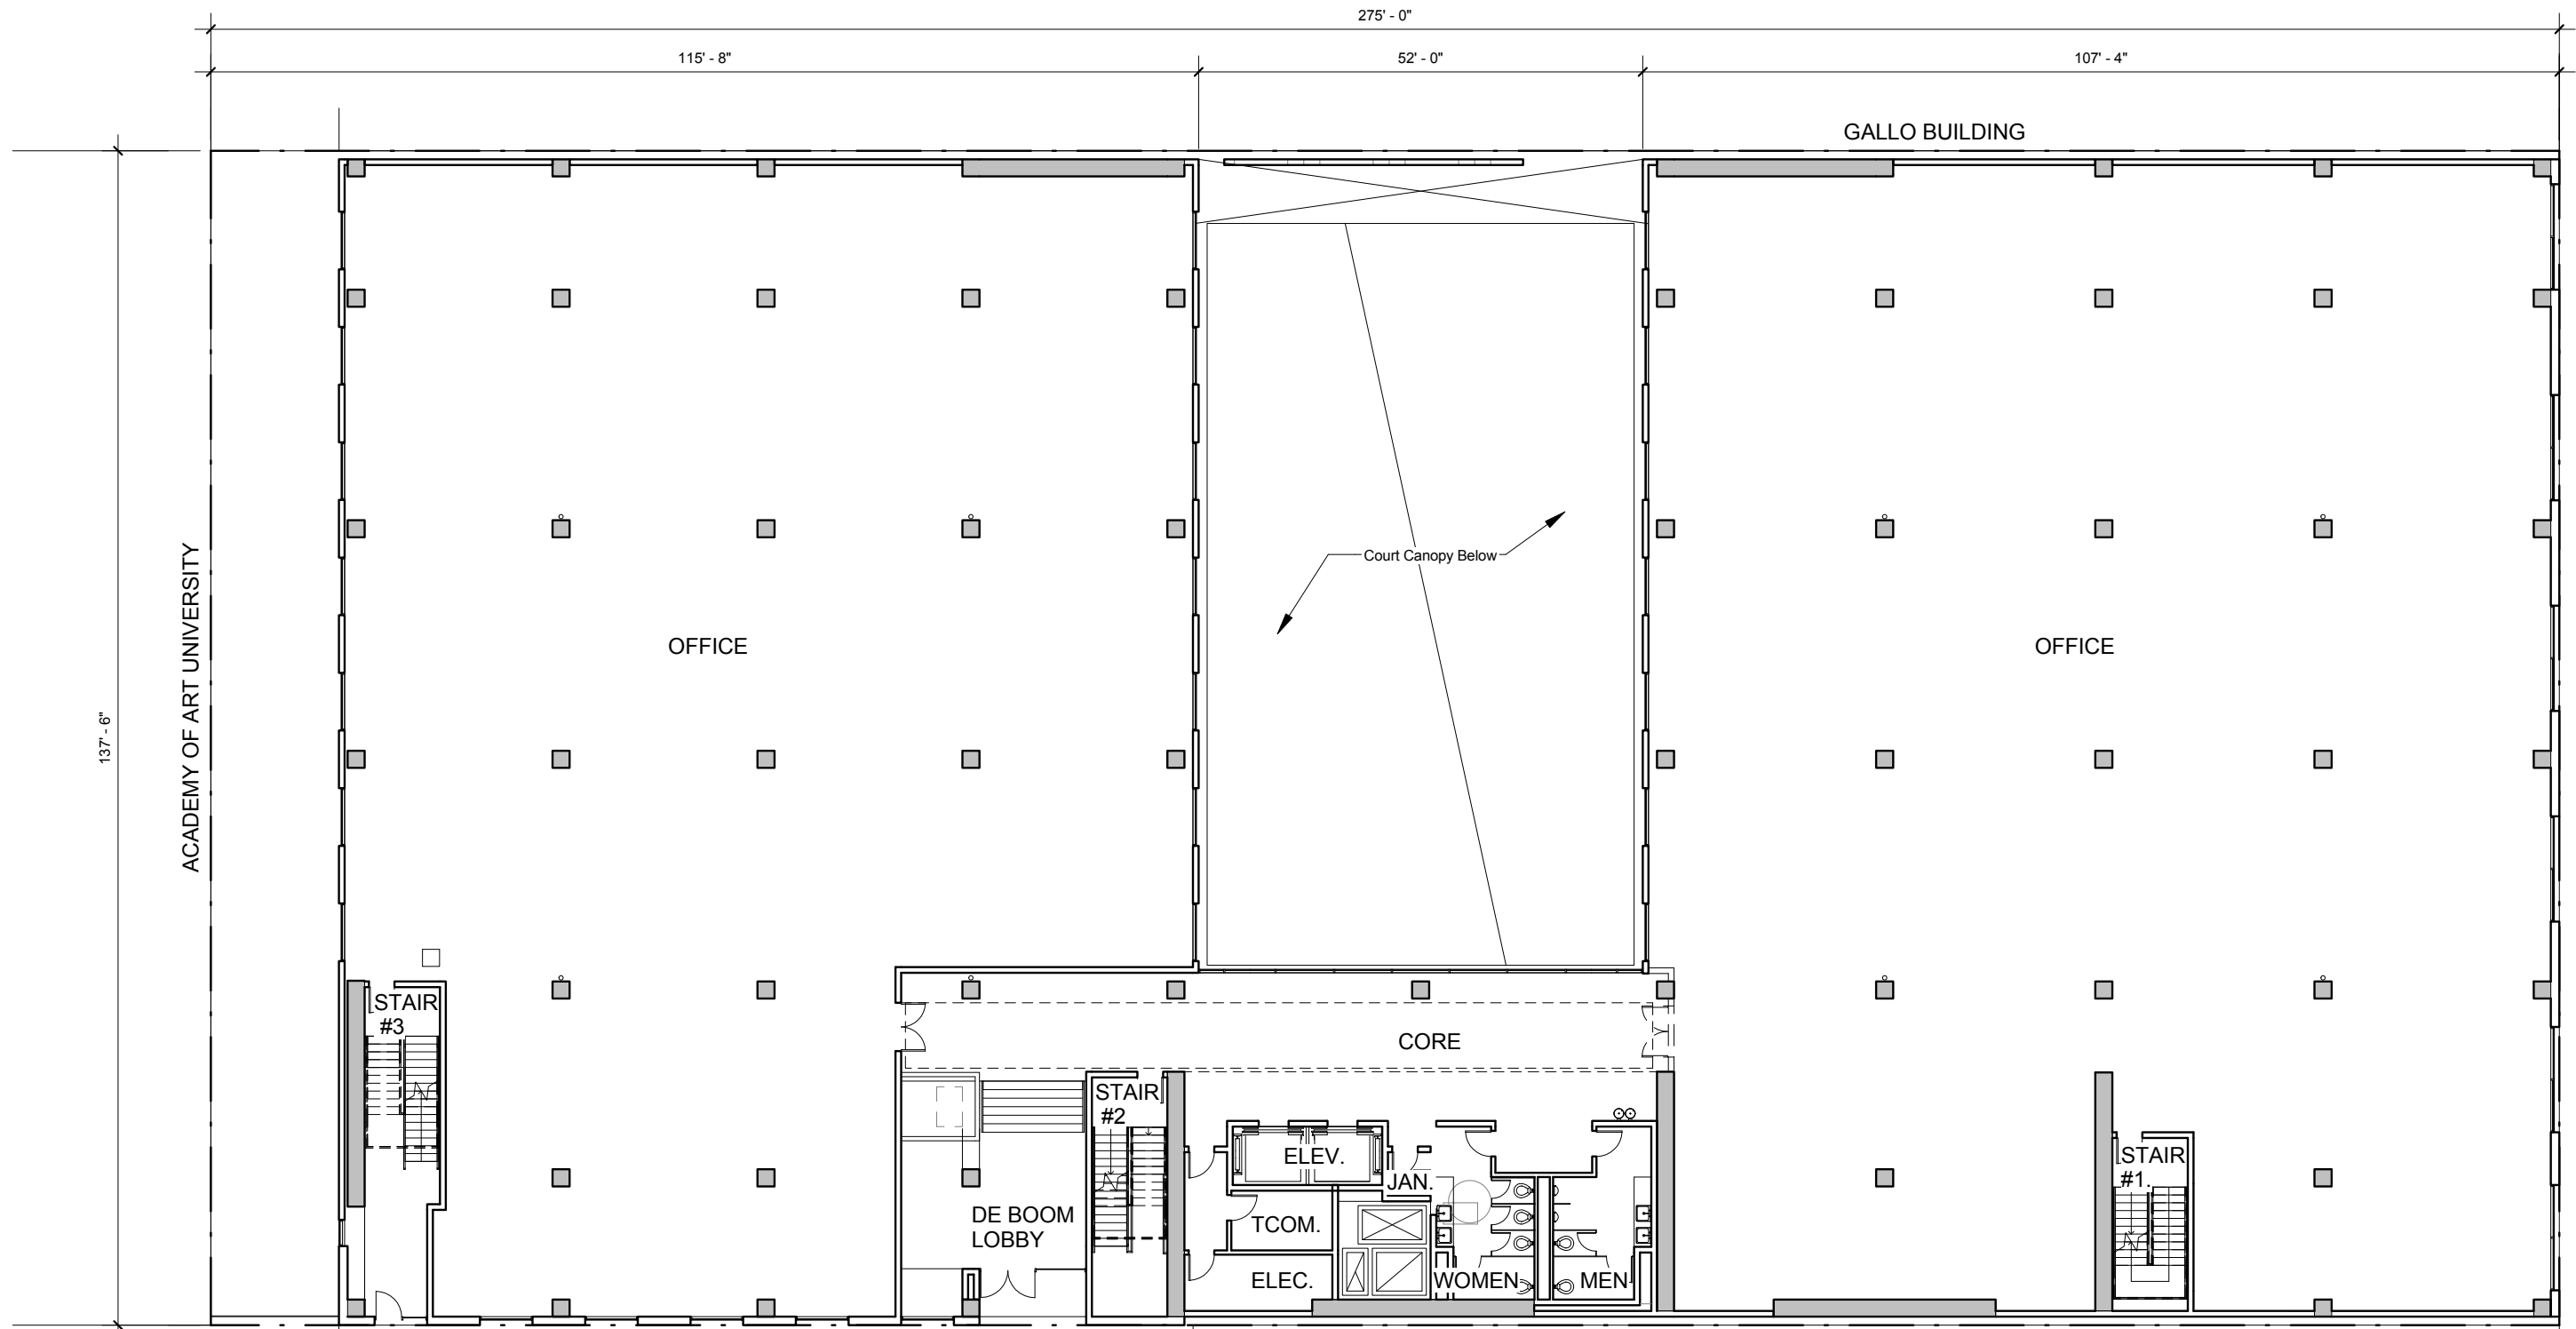 275' - 0"
115' - 8"
52' - 0"
107' - 4"
GALLO BUILDING
137' - 6"
ACADEMY OF ART UNIVERSITY
Court Canopy Below
OFFICE
OFFICE
STAIR
#3
CORE
STAIR
#2
ELEV.
JAN.
STAIR
#1.
DE BOOM
LOBBY
TCOM.
ELEC.
WOMEN
MEN